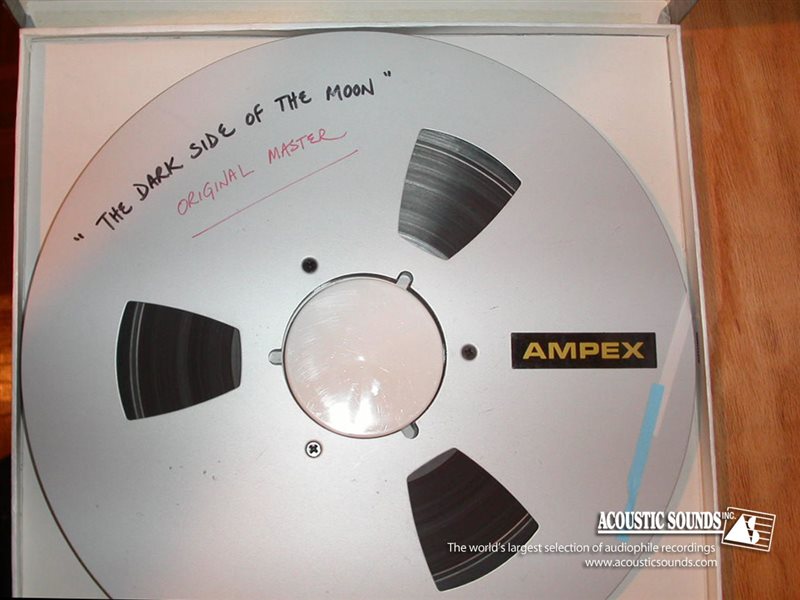 "THE DARK SIDE OF THE MOON"
ORIGINAL MASTER
AMPEX
ACOUSTIC SOUNDS INC.
The world's largest selection of audiophile recordings
www.acousticsounds.com